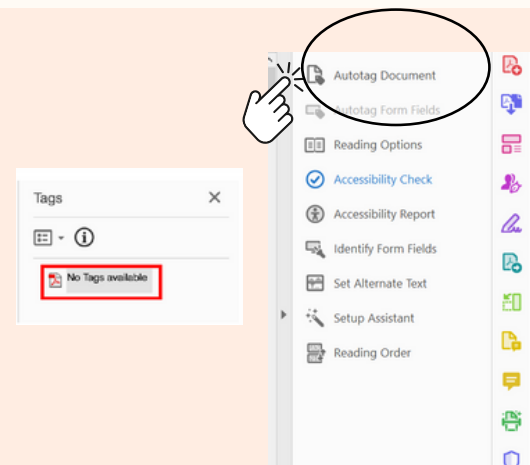 Tags
No Tags available
Autotag Document
Autotag Form Fields
Reading Options
Accessibility Check
Accessibility Report
Identify Form Fields
Set Alternate Text
Setup Assistant
Reading Order